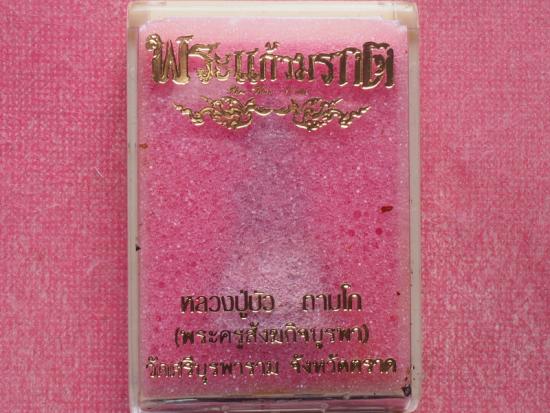 พระแก้วมรกต
หลวงปู่บัว ถามโก
(พระครูสังฆกิจบูรพา)
วัดศรีบุรพาราม จังหวัดตราด